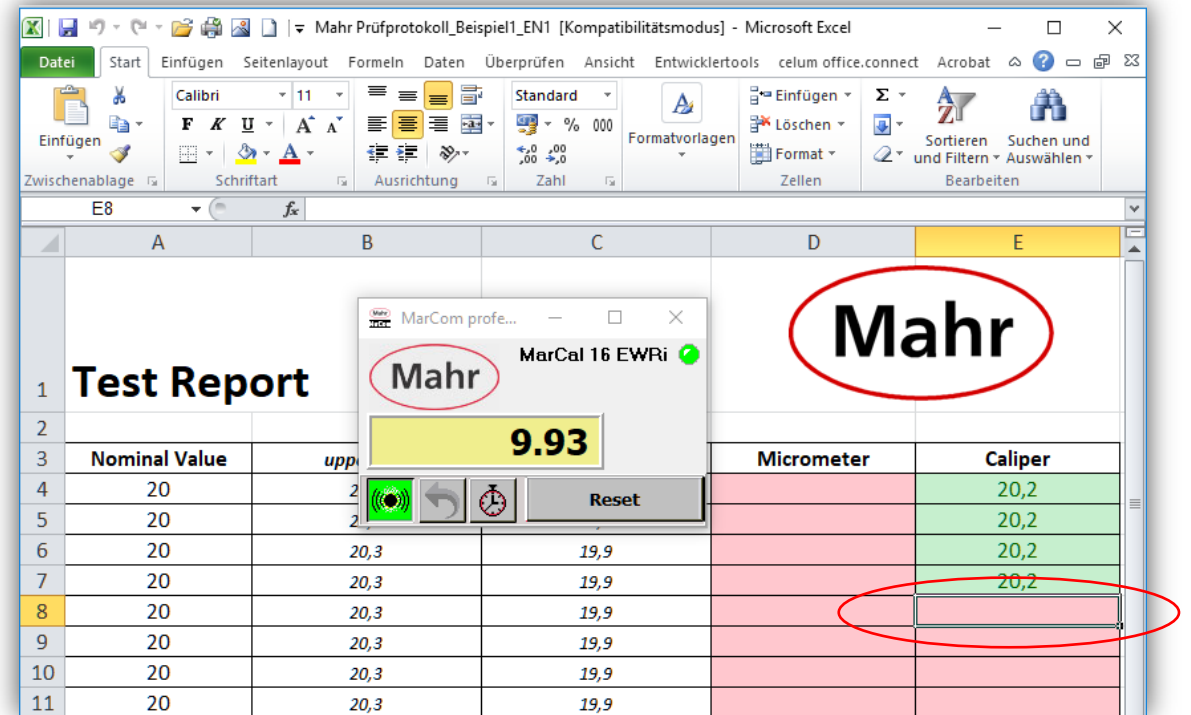 Mahr Prüfprotokoll_Beispiel1_EN1 [Kompatibilitätsmodus] - Microsoft Excel
Datei Start Einfügen Seitenlayout Formeln Daten Überprüfen Ansicht Entwicklertools celum office.connect Acrobat
Calibri 11 Standard Einfügen Σ
Einfügen F K U A A % 000 Formatvorlagen Löschen Sortieren und Filtern Suchen und Auswählen
A Format
Zwischenablage Schriftart Ausrichtung Zahl Zellen Bearbeiten
E8 fx
A B C D E
MarCom profe...
MarCal 16 EWRi
Mahr
Mahr
1 Test Report
9.93
2
3 Nominal Value Micrometer Caliper
4 20 20,2
Reset
5 20 20,2
6 20 20,3 19,9 20,2
7 20 20,3 19,9 20,2
8 20 20,3 19,9
9 20 20,3 19,9
10 20 20,3 19,9
11 20 20,3 19,9